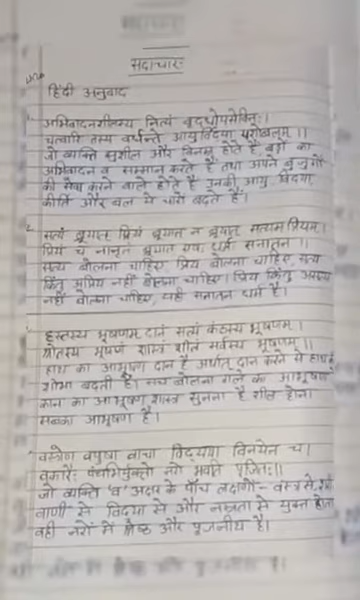 सदाचारः
हिंदी अनुवाद
1. अभिवादनशीलस्य नित्यं वृद्धोपसेविनः।
चत्वारि तस्य वर्धन्ते आयुर्विद्या यशोबलम् ।।
जो व्यक्ति सुशील और विनम्र होते हैं, बड़ों का
अभिवादन व सम्मान करते हैं तथा अपने बुजुर्गों
की सेवा करने वाले होते हैं उनकी आयु, विद्या,
कीर्ति और बल ये चारों बढ़ते हैं।
2. सत्यं ब्रूयात् प्रियं ब्रूयात् न ब्रूयात् सत्यमप्रियम्।
प्रियं च नानृतं ब्रूयात् एष धर्मः सनातनः ।।
सत्य बोलना चाहिए, प्रिय बोलना चाहिए, सत्य
किंतु अप्रिय नहीं बोलना चाहिए। प्रिय किंतु असत्य
नहीं बोलना चाहिए, यही सनातन धर्म है।
हस्तस्य भूषणम् दानं सत्यं कंठस्य भूषणम्।
श्रोतस्य भूषणं शास्त्रं शीलं सर्वस्य भूषणम् ।।
हाथ का आभूषण दान है अर्थात् दान करने से हाथ की
शोभा बढ़ती है। सच बोलना गले का आभूषण
कान का आभूषण शास्त्र सुनना है शील होना
सबका आभूषण है।
वस्त्रेण वपुषा वाचा विद्यया विनयेन च।
वकारैः पंचभिर्युक्तो नरो भवति पूजितः।।
जो व्यक्ति 'व' अक्षर के पाँच लक्षणों - वस्त्र से,
वाणी से विद्या से और नम्रता से युक्त होता
वही नरों में श्रेष्ठ और पूजनीय है।